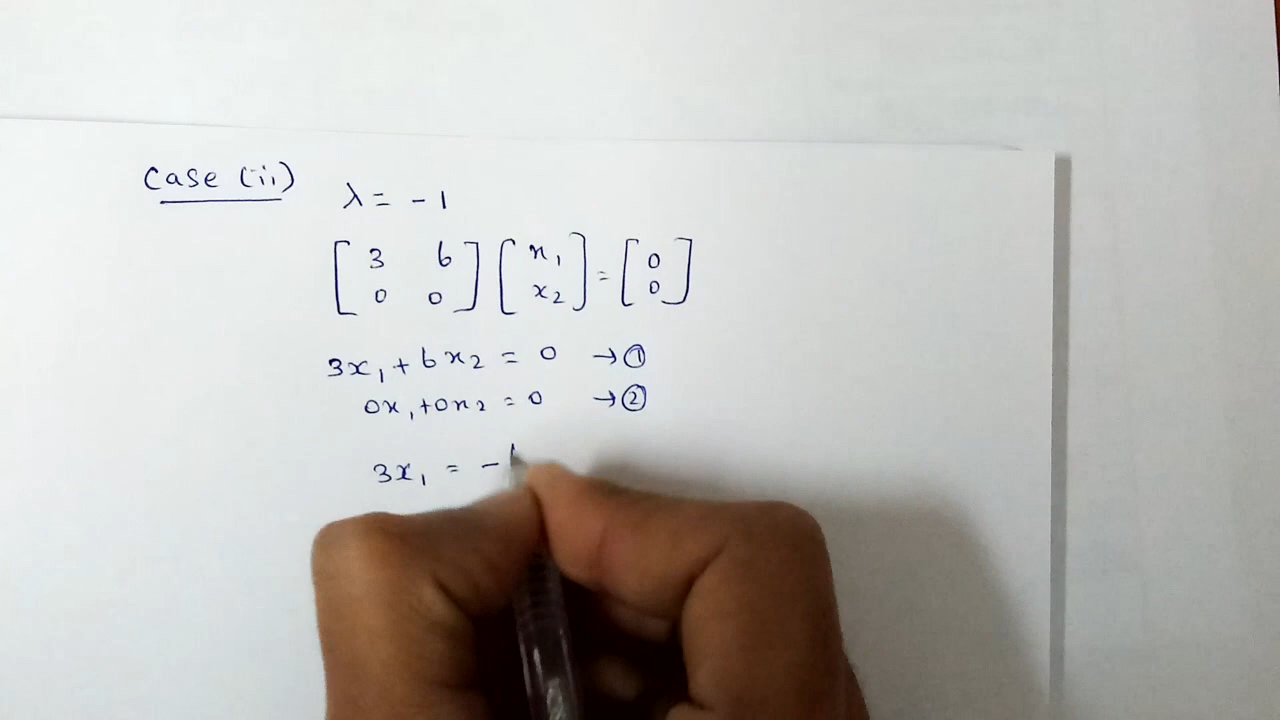 Case (ii)
λ = -1
[3 6; 0 0] [x₁; x₂] = [0; 0]
3x₁ + 6x₂ = 0 → ①
0x₁ + 0x₂ = 0 → ②
3x₁ = -